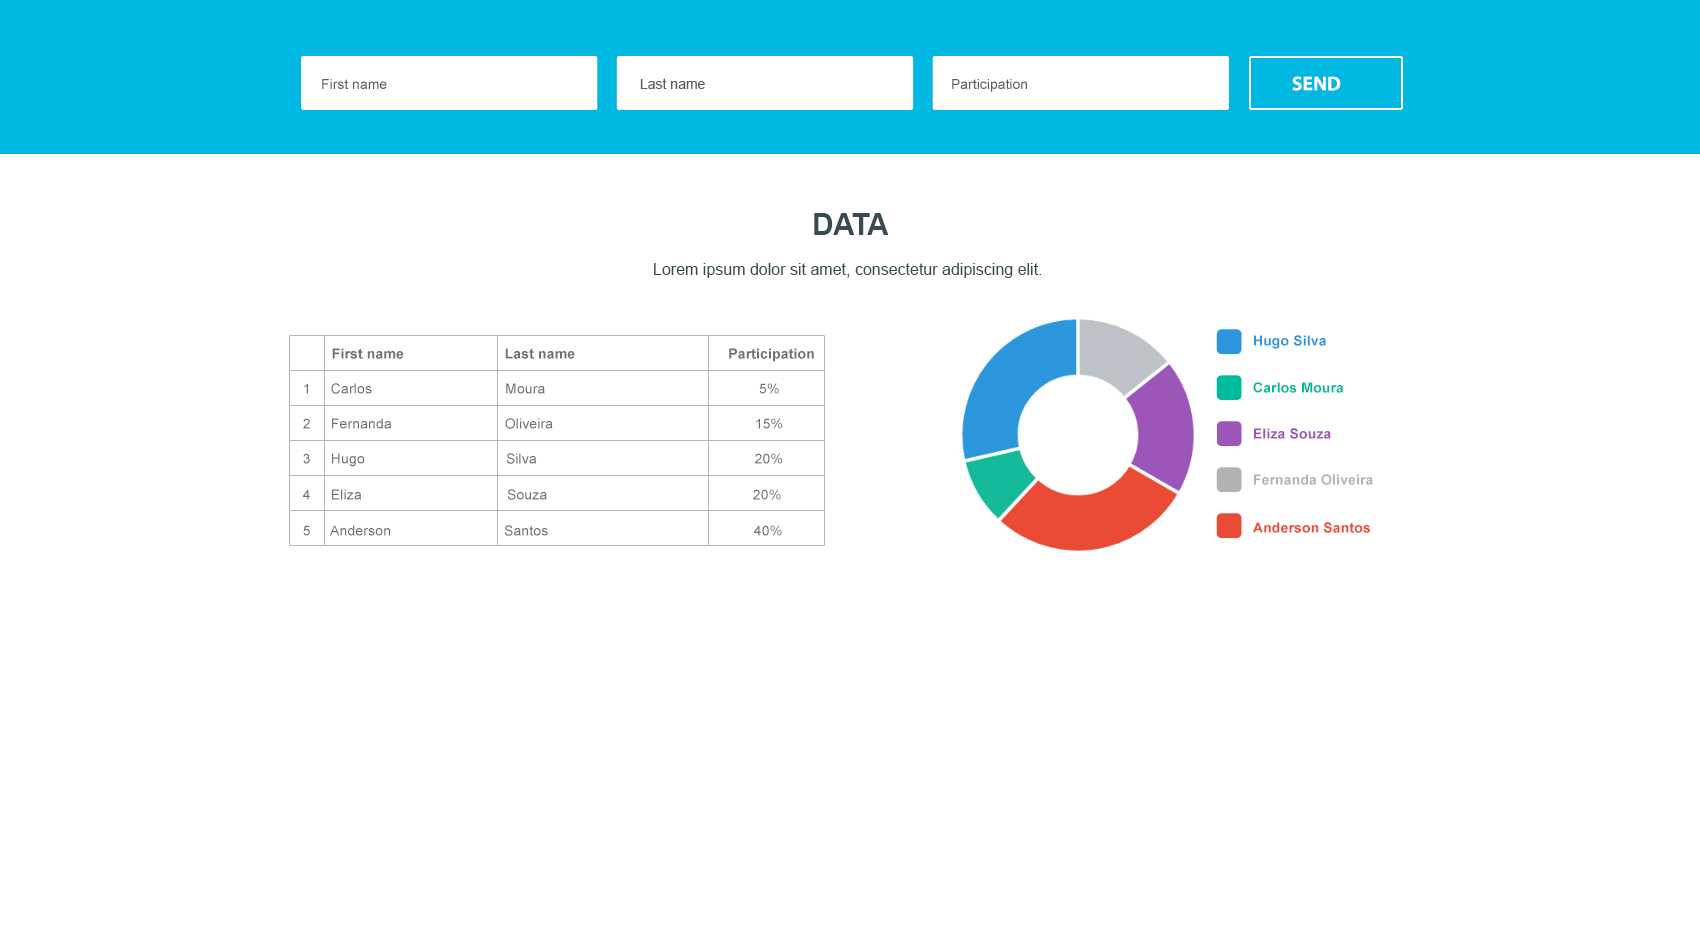 First name Last name Participation SEND
DATA
Lorem ipsum dolor sit amet, consectetur adipiscing elit.
First name Last name Participation
1 Carlos Moura 5%
2 Fernanda Oliveira 15%
3 Hugo Silva 20%
4 Eliza Souza 20%
5 Anderson Santos 40%
Hugo Silva
Carlos Moura
Eliza Souza
Fernanda Oliveira
Anderson Santos